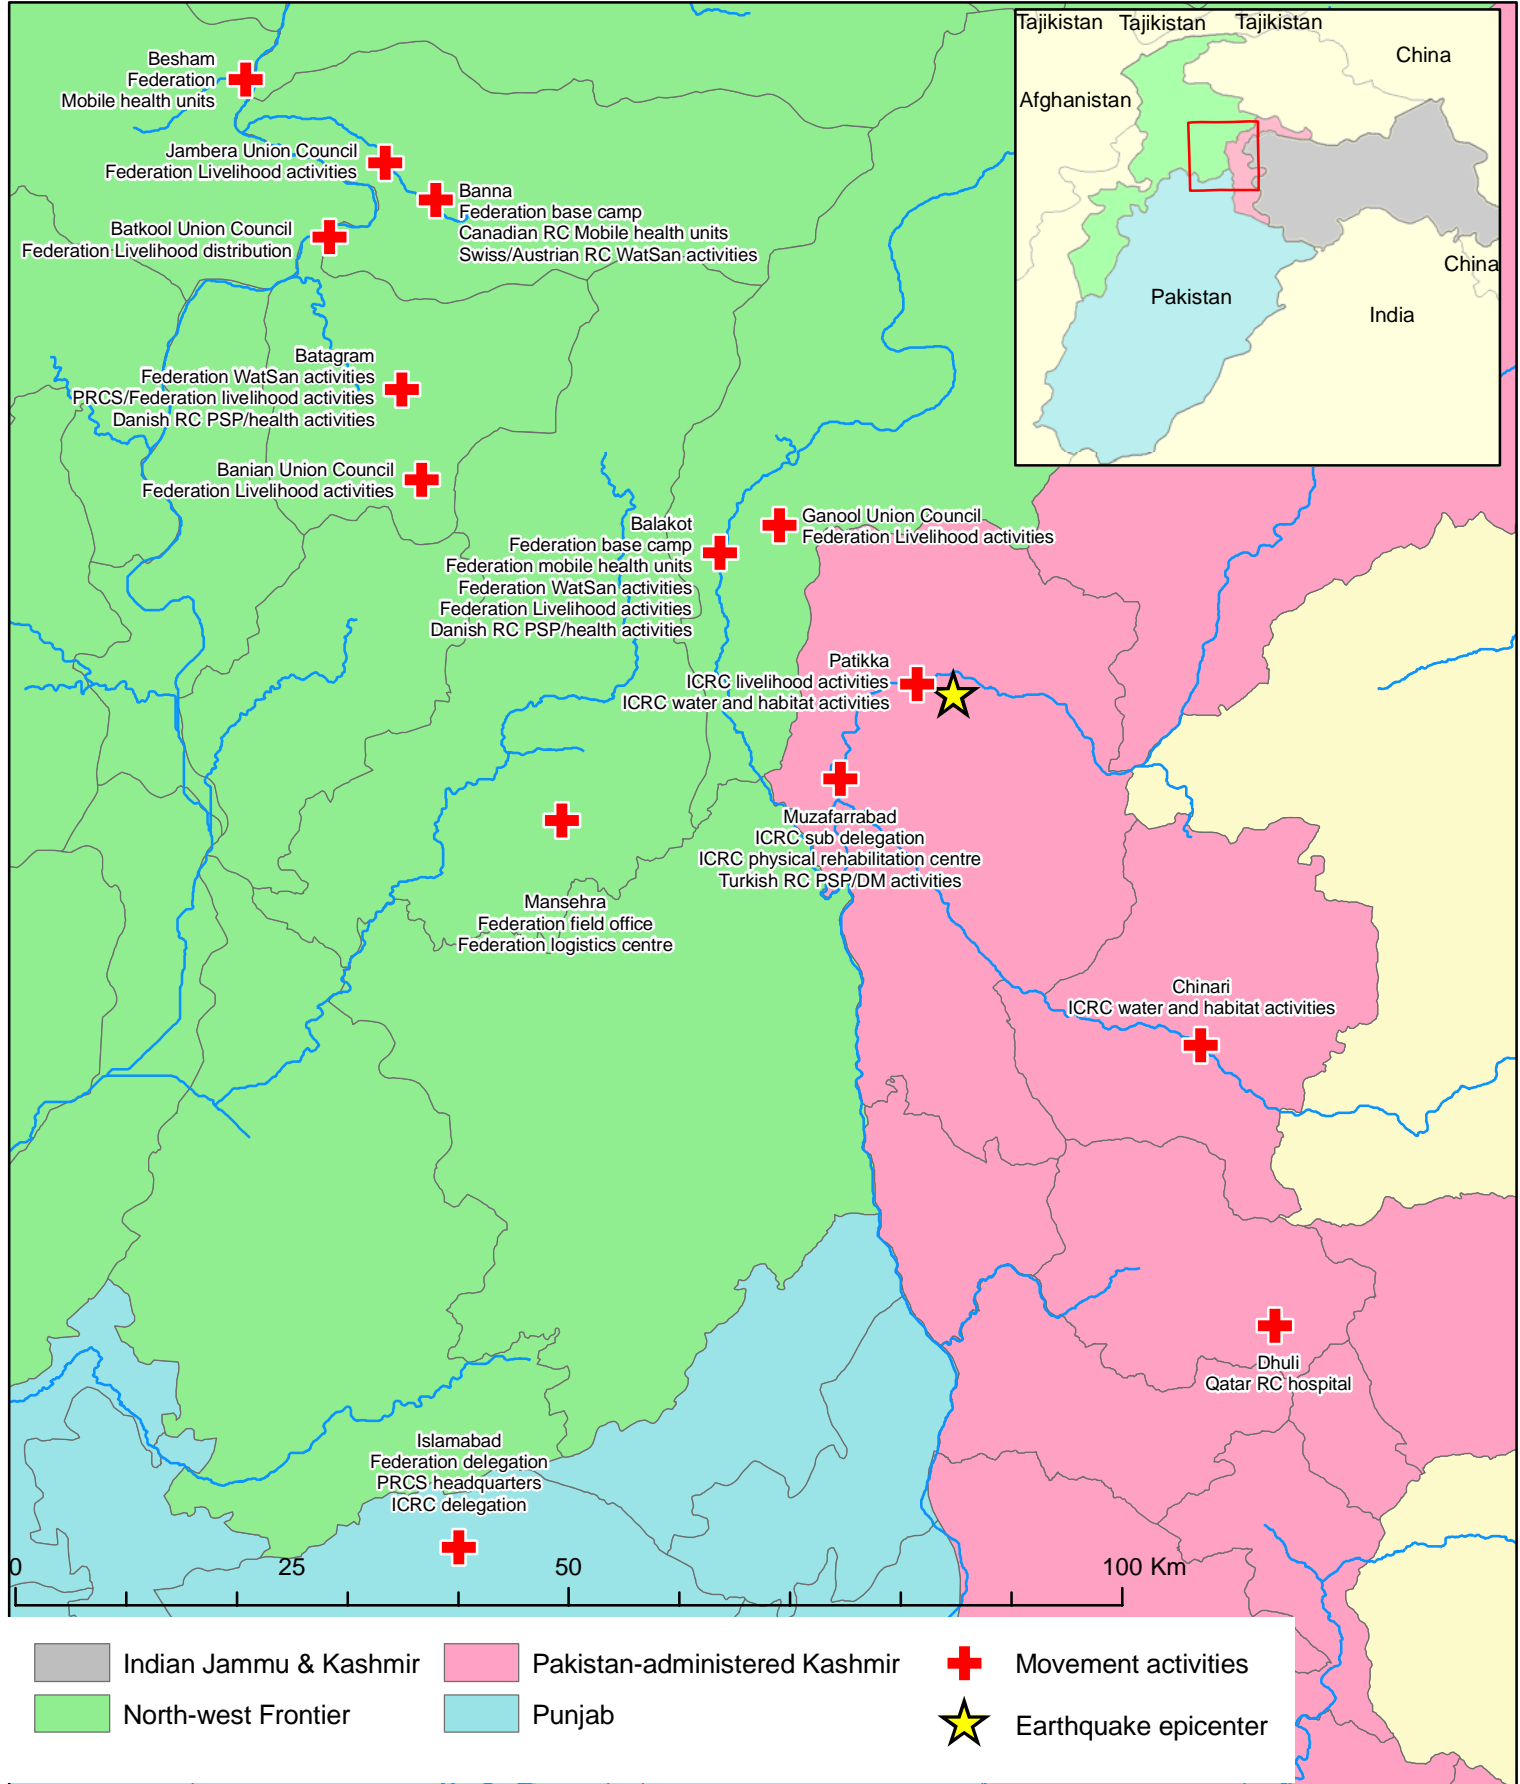 Besham
Federation
Mobile health units
Jambera Union Council
Federation Livelihood activities
Banna
Federation base camp
Canadian RC Mobile health units
Swiss/Austrian RC WatSan activities
Batkool Union Council
Federation Livelihood distribution
Batagram
Federation WatSan activities
PRCS/Federation livelihood activities
Danish RC PSP/health activities
Banian Union Council
Federation Livelihood activities
Balakot
Federation base camp
Federation mobile health units
Federation WatSan activities
Federation Livelihood activities
Danish RC PSP/health activities
Ganool Union Council
Federation Livelihood activities
Patikka
ICRC livelihood activities
ICRC water and habitat activities
Muzafarrabad
ICRC sub delegation
ICRC physical rehabilitation centre
Turkish RC PSP/DM activities
Mansehra
Federation field office
Federation logistics centre
Chinari
ICRC water and habitat activities
Dhuli
Qatar RC hospital
Islamabad
Federation delegation
PRCS headquarters
ICRC delegation
Tajikistan Tajikistan Tajikistan
China
Afghanistan
China
Pakistan
India
0 25 50 100 Km
Indian Jammu & Kashmir
North-west Frontier
Pakistan-administered Kashmir
Punjab
Movement activities
Earthquake epicenter